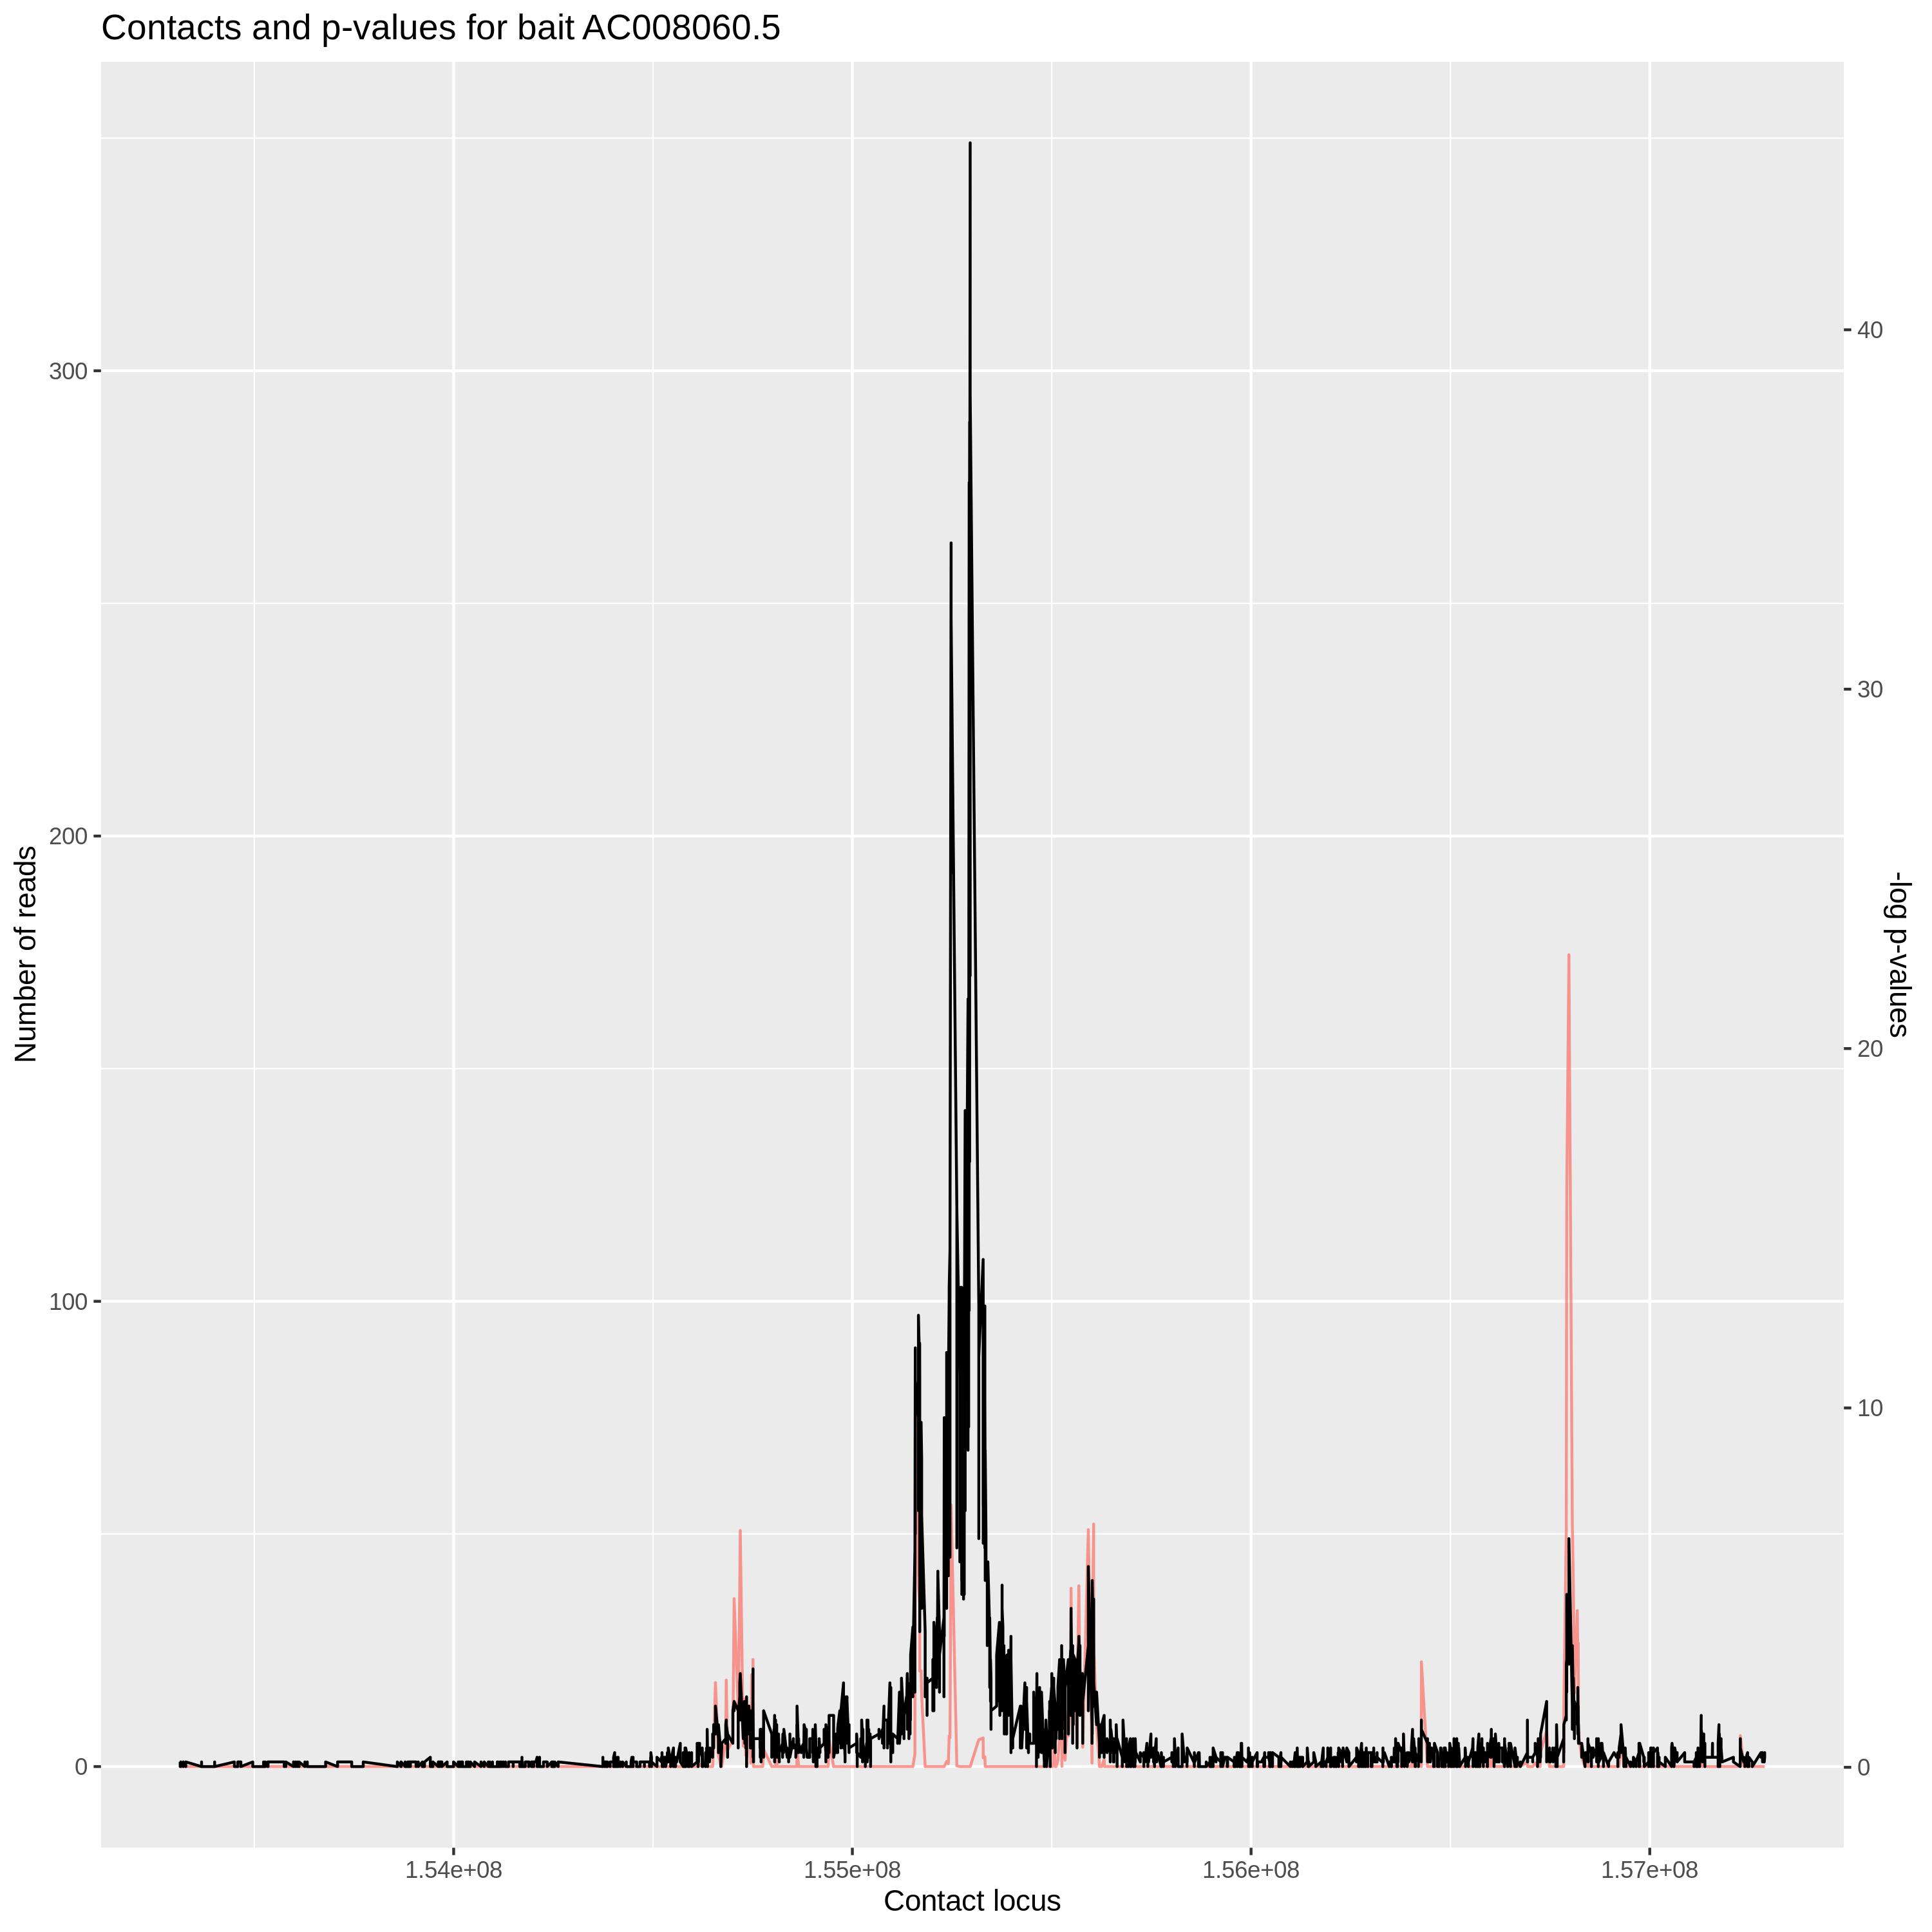 Contacts and p-values for bait AC008060.5
300
200
100
0
Number of reads
40
30
20
10
0
-log p-values
1.54e+08 1.55e+08 1.56e+08 1.57e+08
Contact locus